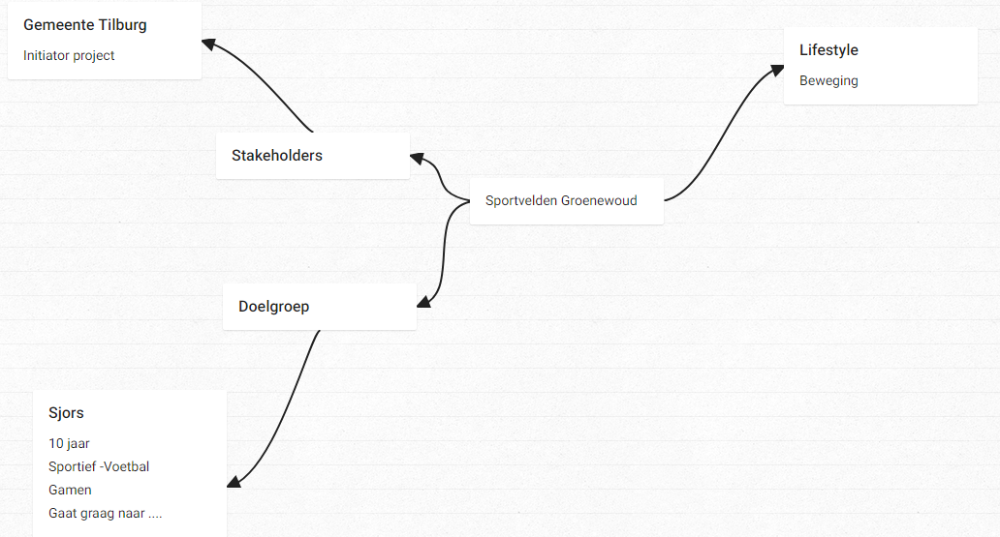 Gemeente Tilburg
Initiator project
Lifestyle
Beweging
Stakeholders
Sportvelden Groenewoud
Doelgroep
Sjors
10 jaar
Sportief -Voetbal
Gamen
Gaat graag naar ....